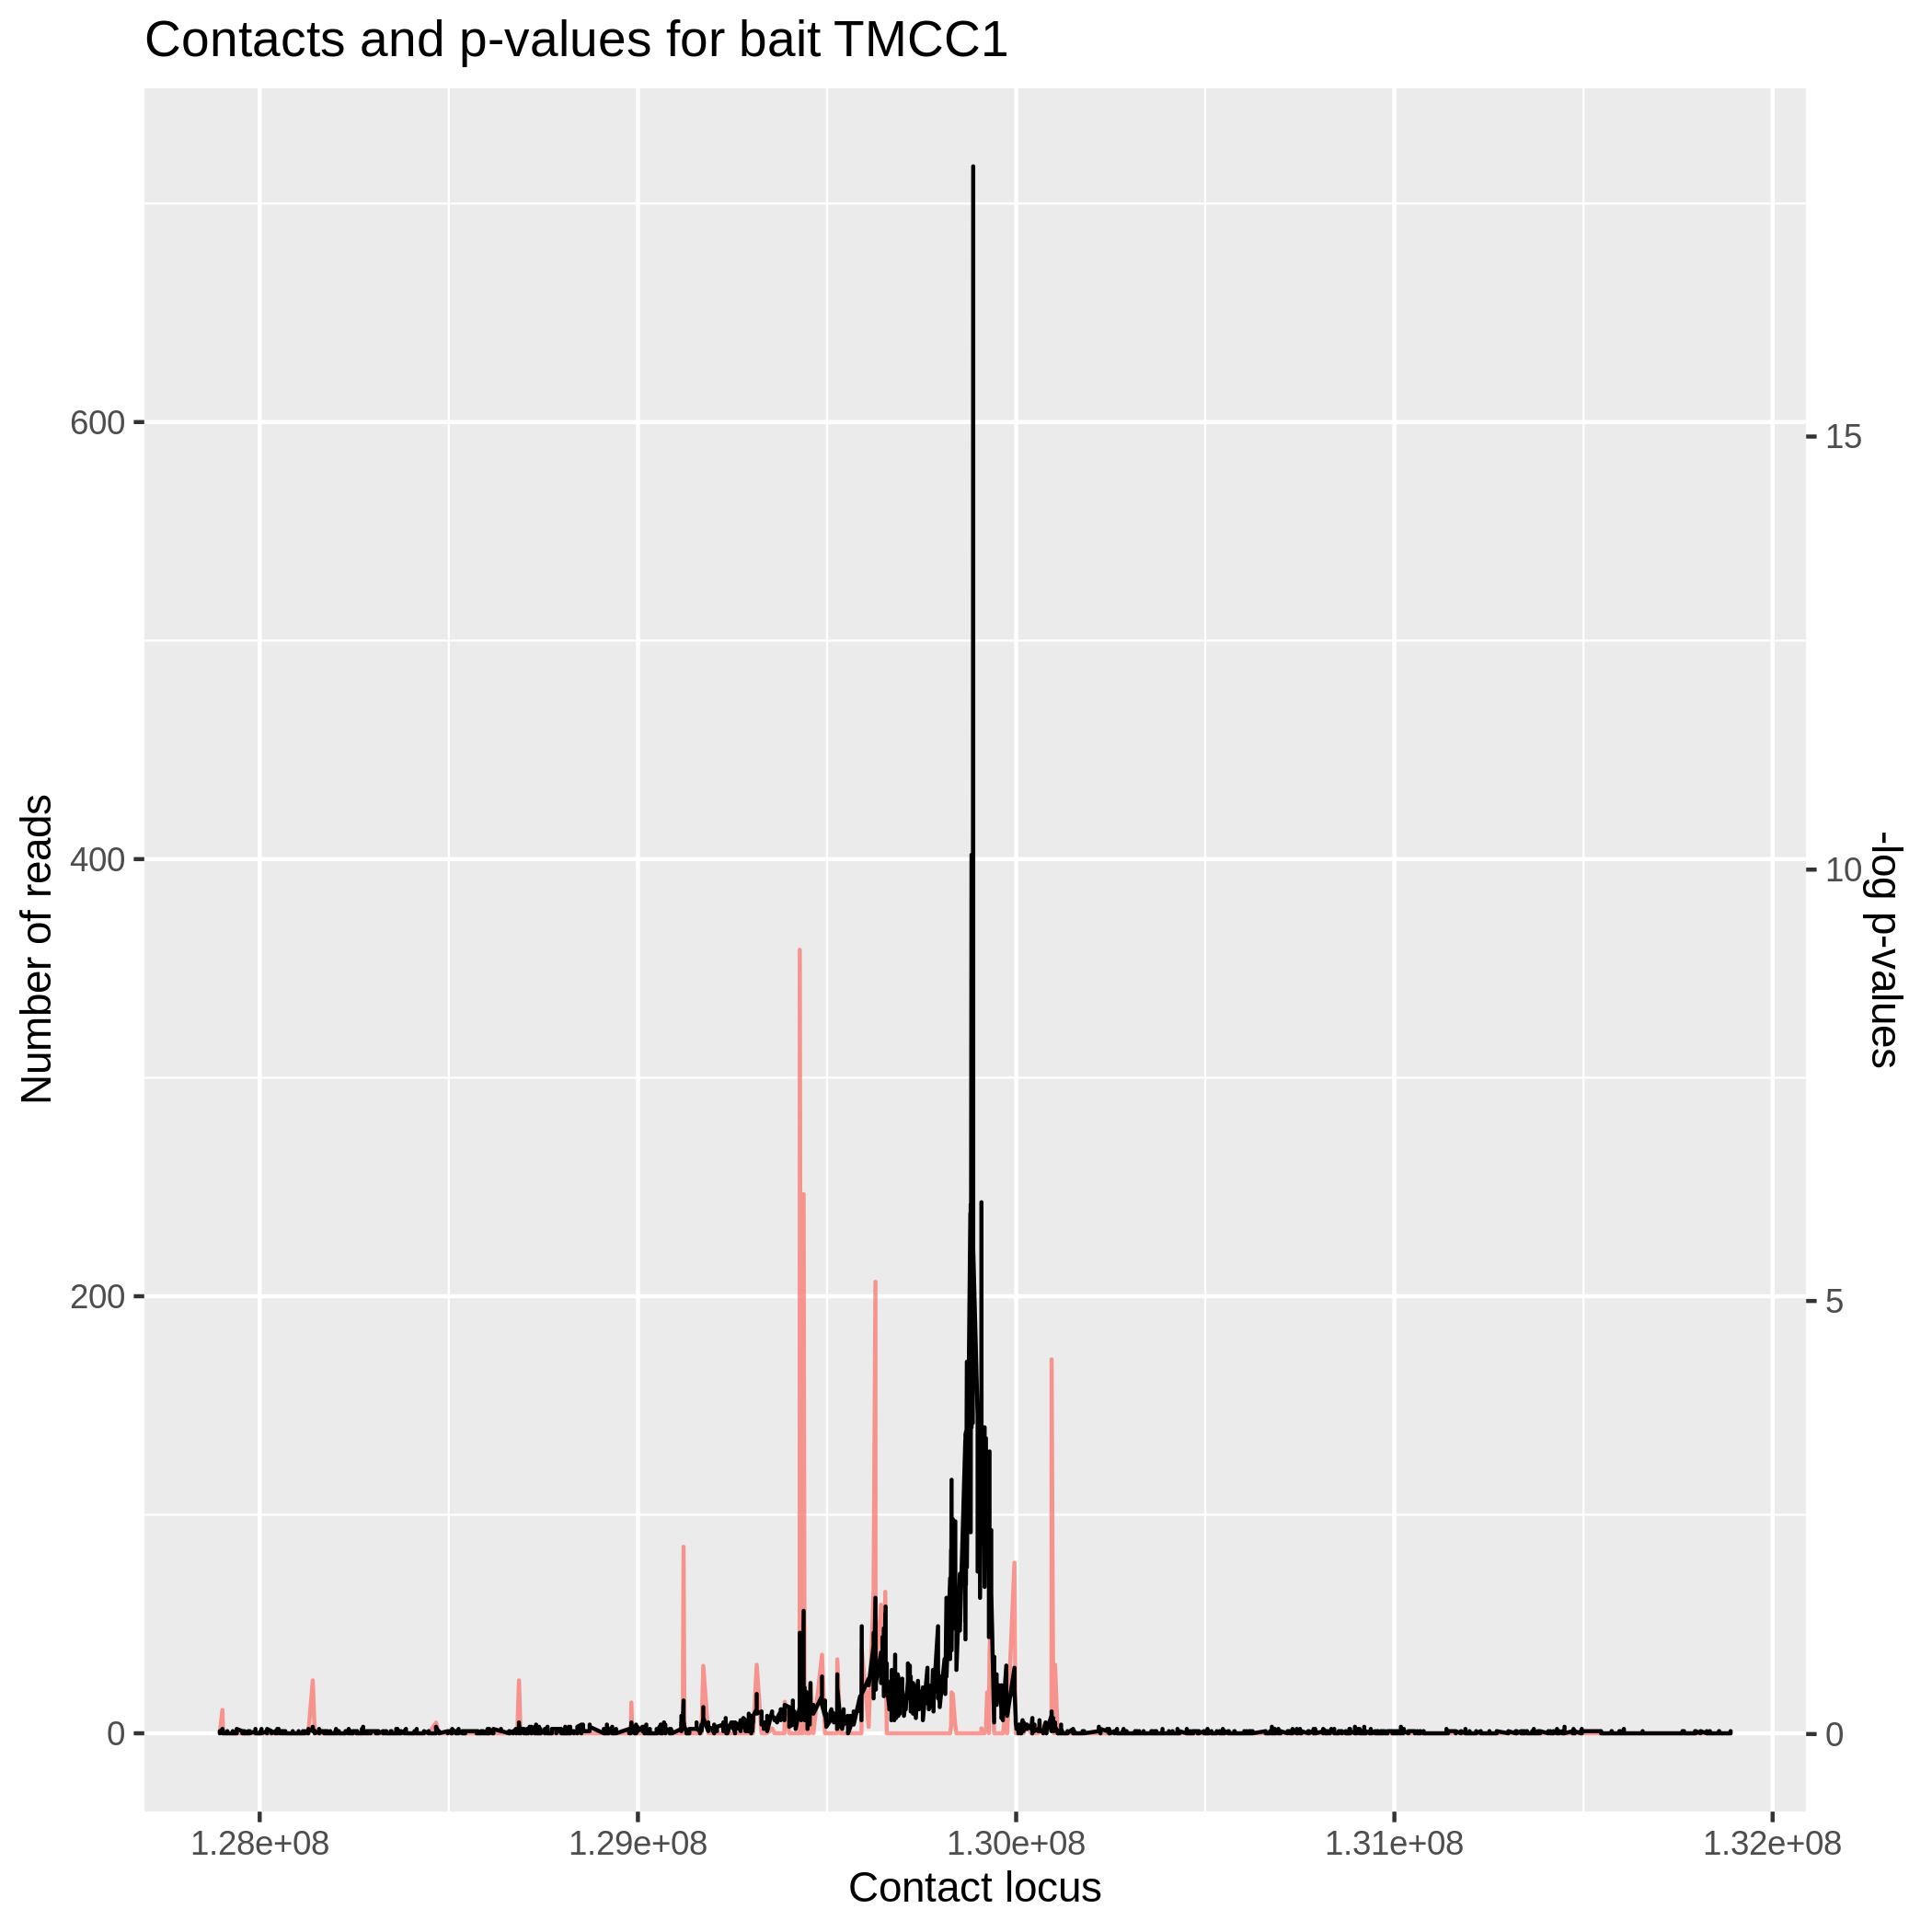 Contacts and p-values for bait TMCC1
Number of reads
600
400
200
0
15
10
5
0
-log p-values
1.28e+08
1.29e+08
1.30e+08
1.31e+08
1.32e+08
Contact locus